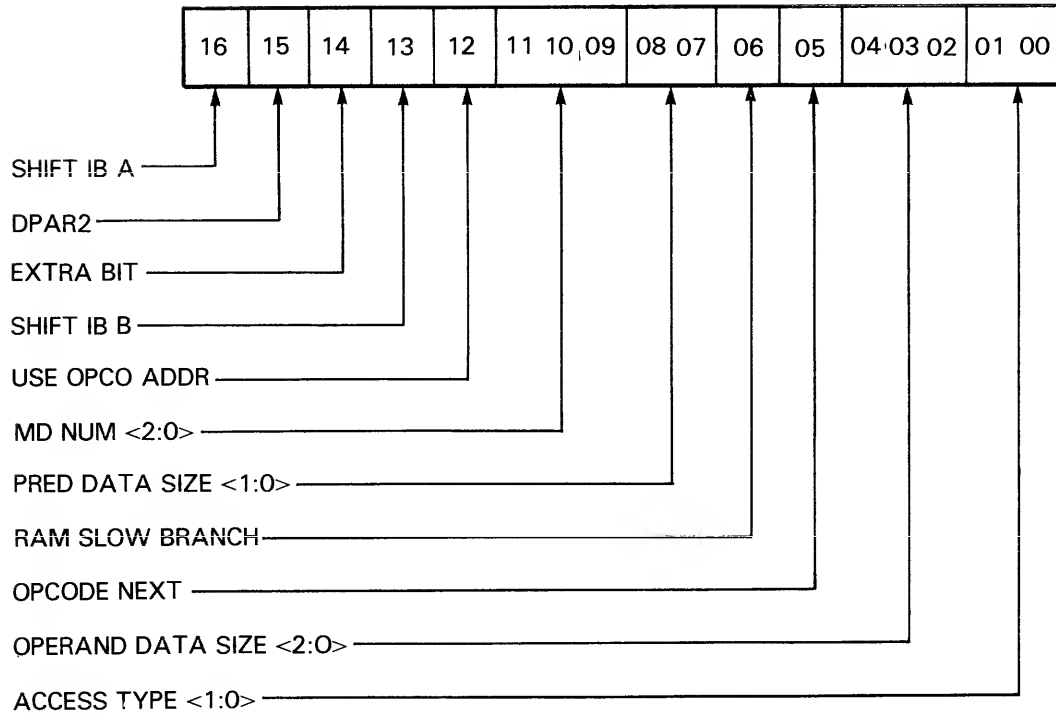 16 15 14 13 12 11 10 09 08 07 06 05 04 03 02 01 00
SHIFT IB A
DPAR2
EXTRA BIT
SHIFT IB B
USE OPCO ADDR
MD NUM <2:0>
PRED DATA SIZE <1:0>
RAM SLOW BRANCH
OPCODE NEXT
OPERAND DATA SIZE <2:0>
ACCESS TYPE <1:0>